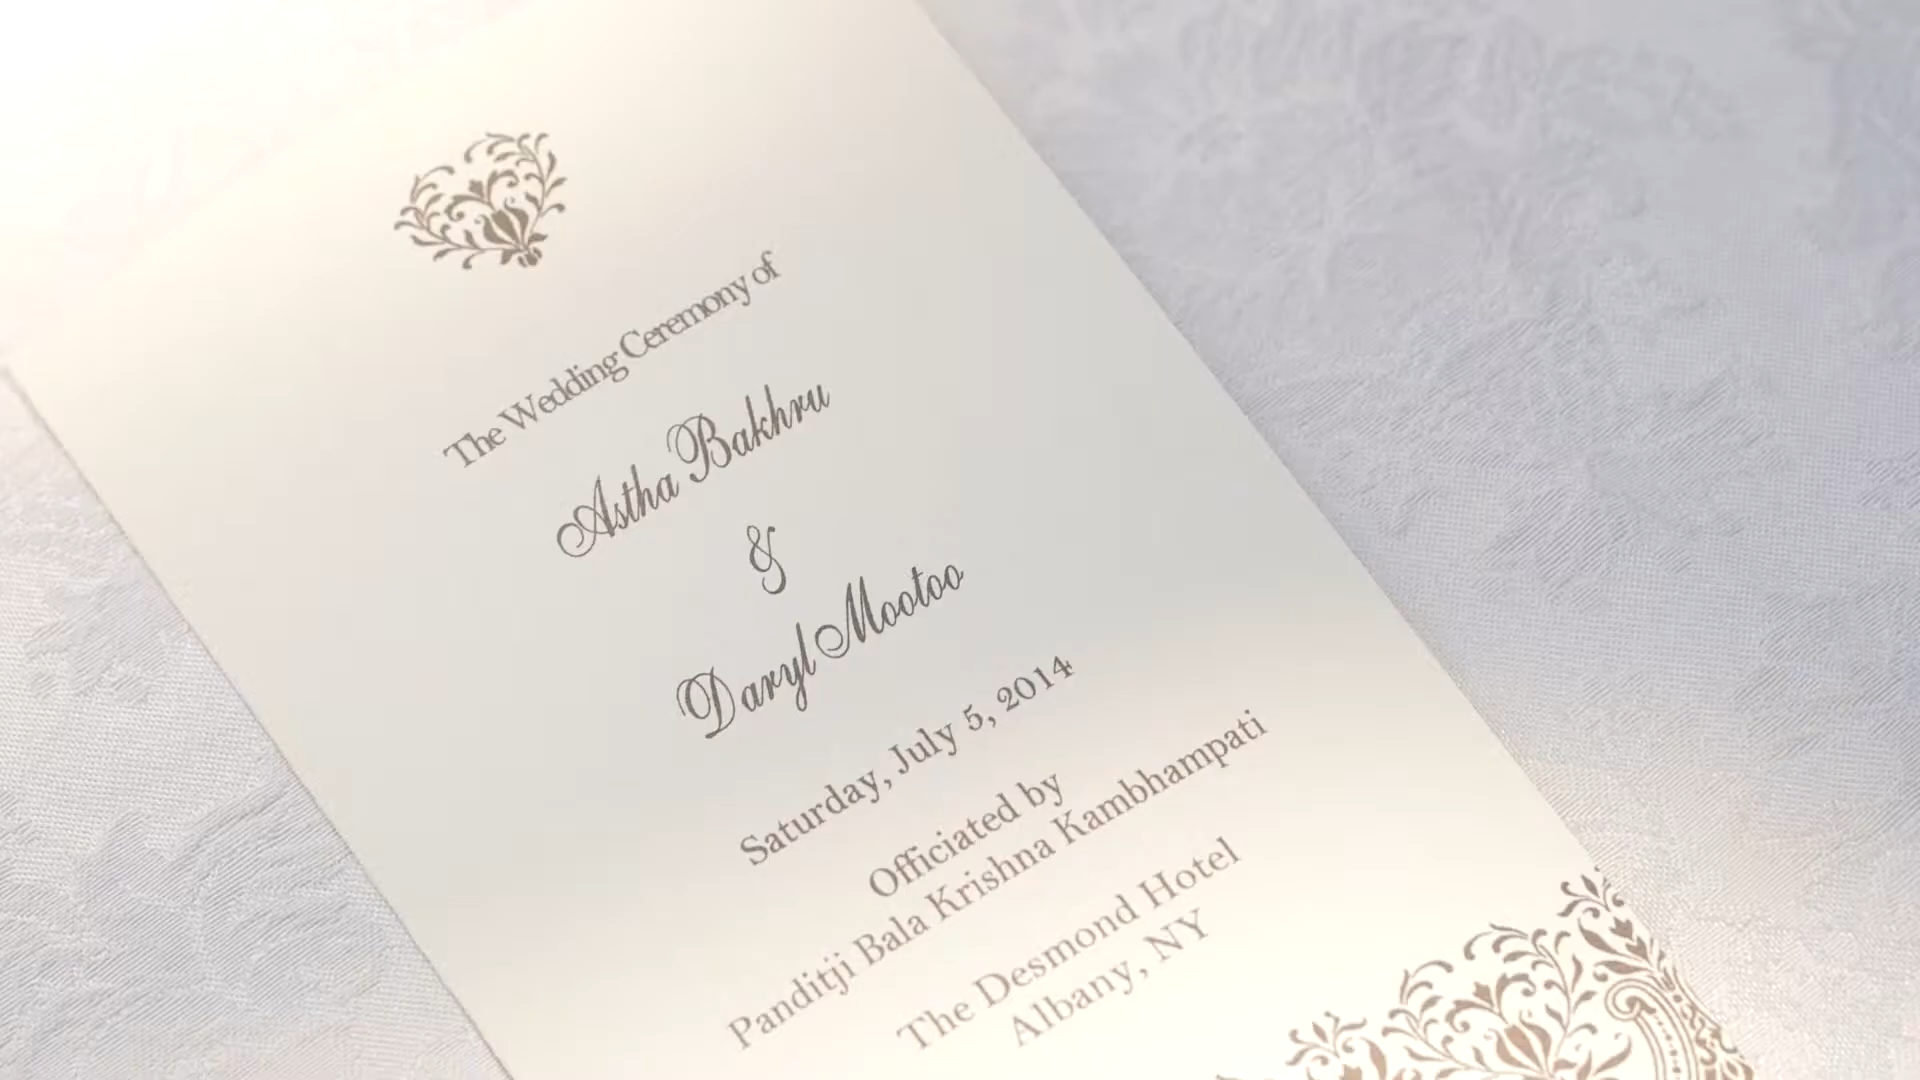 The Wedding Ceremony of
Astha Bakhru
&
Daryl Mootoo
Saturday, July 5, 2014
Officiated by
Panditji Bala Krishna Kambhampati
The Desmond Hotel
Albany, NY